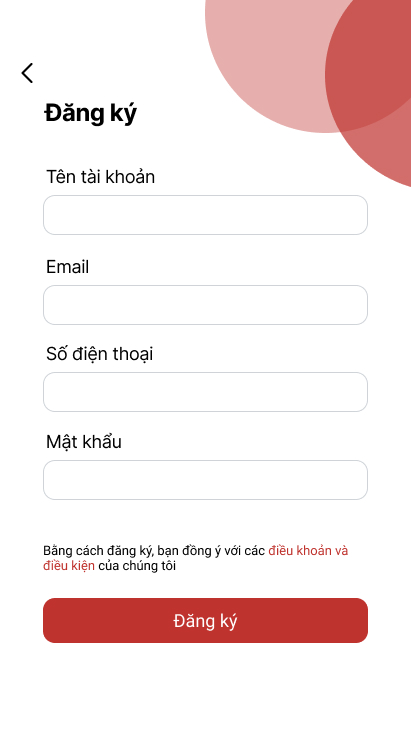 Đăng ký
Tên tài khoản
Email
Số điện thoại
Mật khẩu
Bằng cách đăng ký, bạn đồng ý với các điều khoản và
điều kiện của chúng tôi
Đăng ký